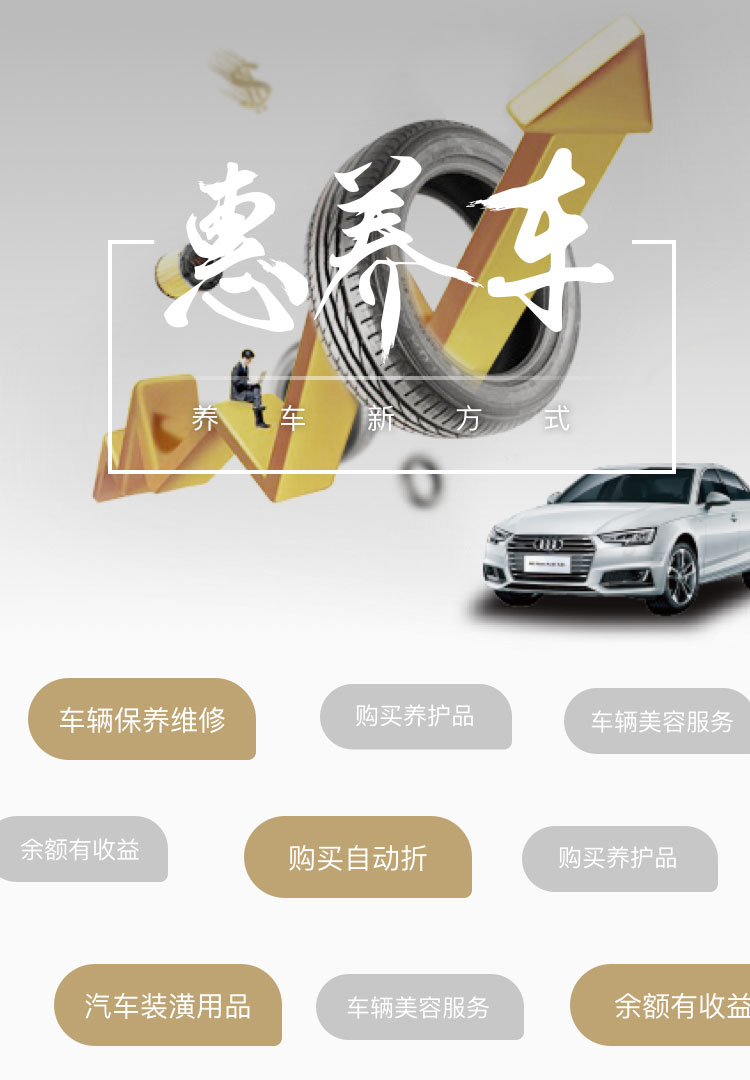 惠养车
养车新方式
车辆保养维修
购买养护品
车辆美容服务
余额有收益
购买自动折
购买养护品
汽车装潢用品
车辆美容服务
余额有收益